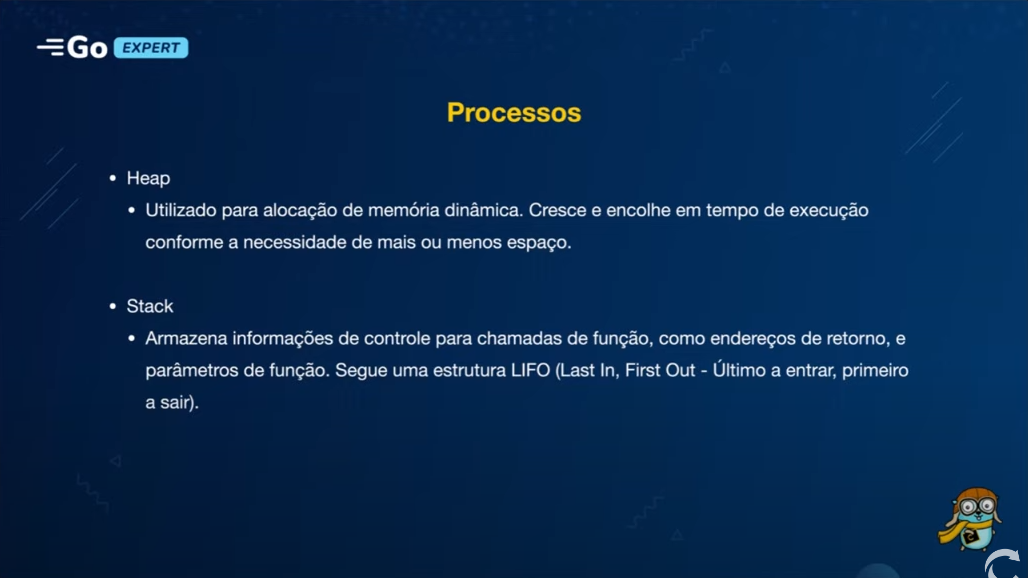 Go EXPERT
Processos
• Heap
• Utilizado para alocação de memória dinâmica. Cresce e encolhe em tempo de execução
conforme a necessidade de mais ou menos espaço.
• Stack
• Armazena informações de controle para chamadas de função, como endereços de retorno, e
parâmetros de função. Segue uma estrutura LIFO (Last In, First Out - Último a entrar, primeiro
a sair).